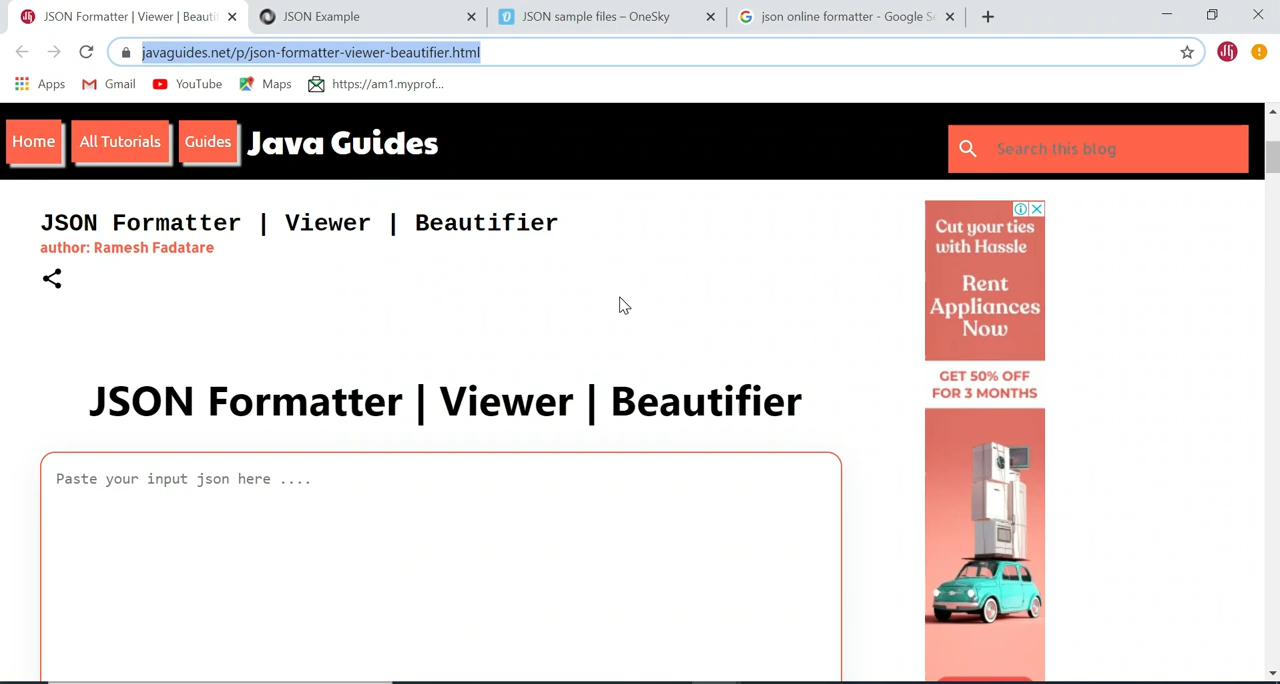 JSON Formatter | Viewer | Beauti
JSON Example
JSON sample files – OneSky
json online formatter - Google Se
javaguides.net/p/json-formatter-viewer-beautifier.html
Apps
Gmail
YouTube
Maps
https://am1.myprof...
Home
All Tutorials
Guides
Java Guides
Search this blog
JSON Formatter | Viewer | Beautifier
author: Ramesh Fadatare
JSON Formatter | Viewer | Beautifier
Paste your input json here ....
Cut your ties
with Hassle
Rent
Appliances
Now
GET 50% OFF
FOR 3 MONTHS